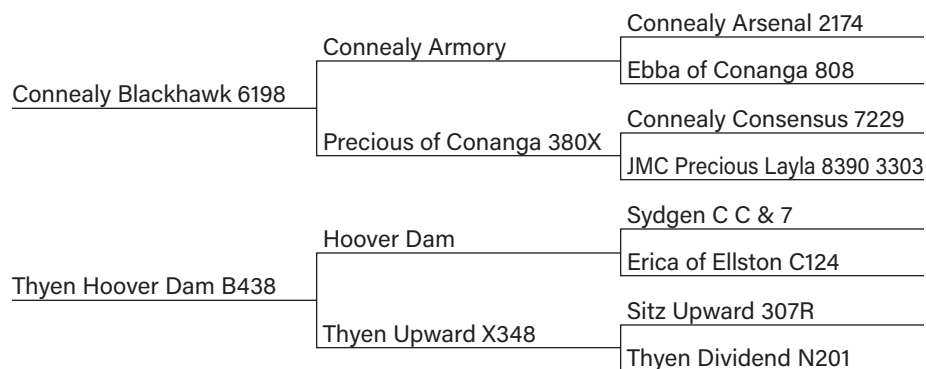 Connealy Arsenal 2174
Connealy Armory
Ebba of Conanga 808
Connealy Blackhawk 6198
Connealy Consensus 7229
Precious of Conanga 380X
JMC Precious Layla 8390 3303
Sydgen C C & 7
Hoover Dam
Erica of Ellston C124
Thyen Hoover Dam B438
Sitz Upward 307R
Thyen Upward X348
Thyen Dividend N201